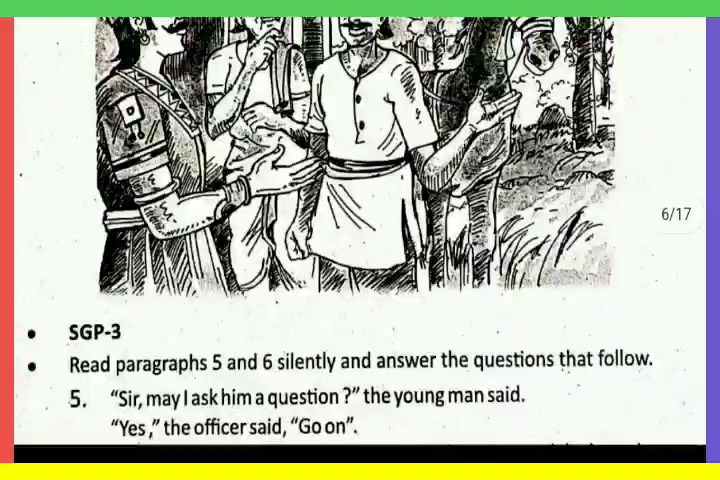 6/17
• SGP-3
• Read paragraphs 5 and 6 silently and answer the questions that follow.
5. “Sir, may I ask him a question ?” the young man said.
“Yes ,” the officer said, “Go on”.